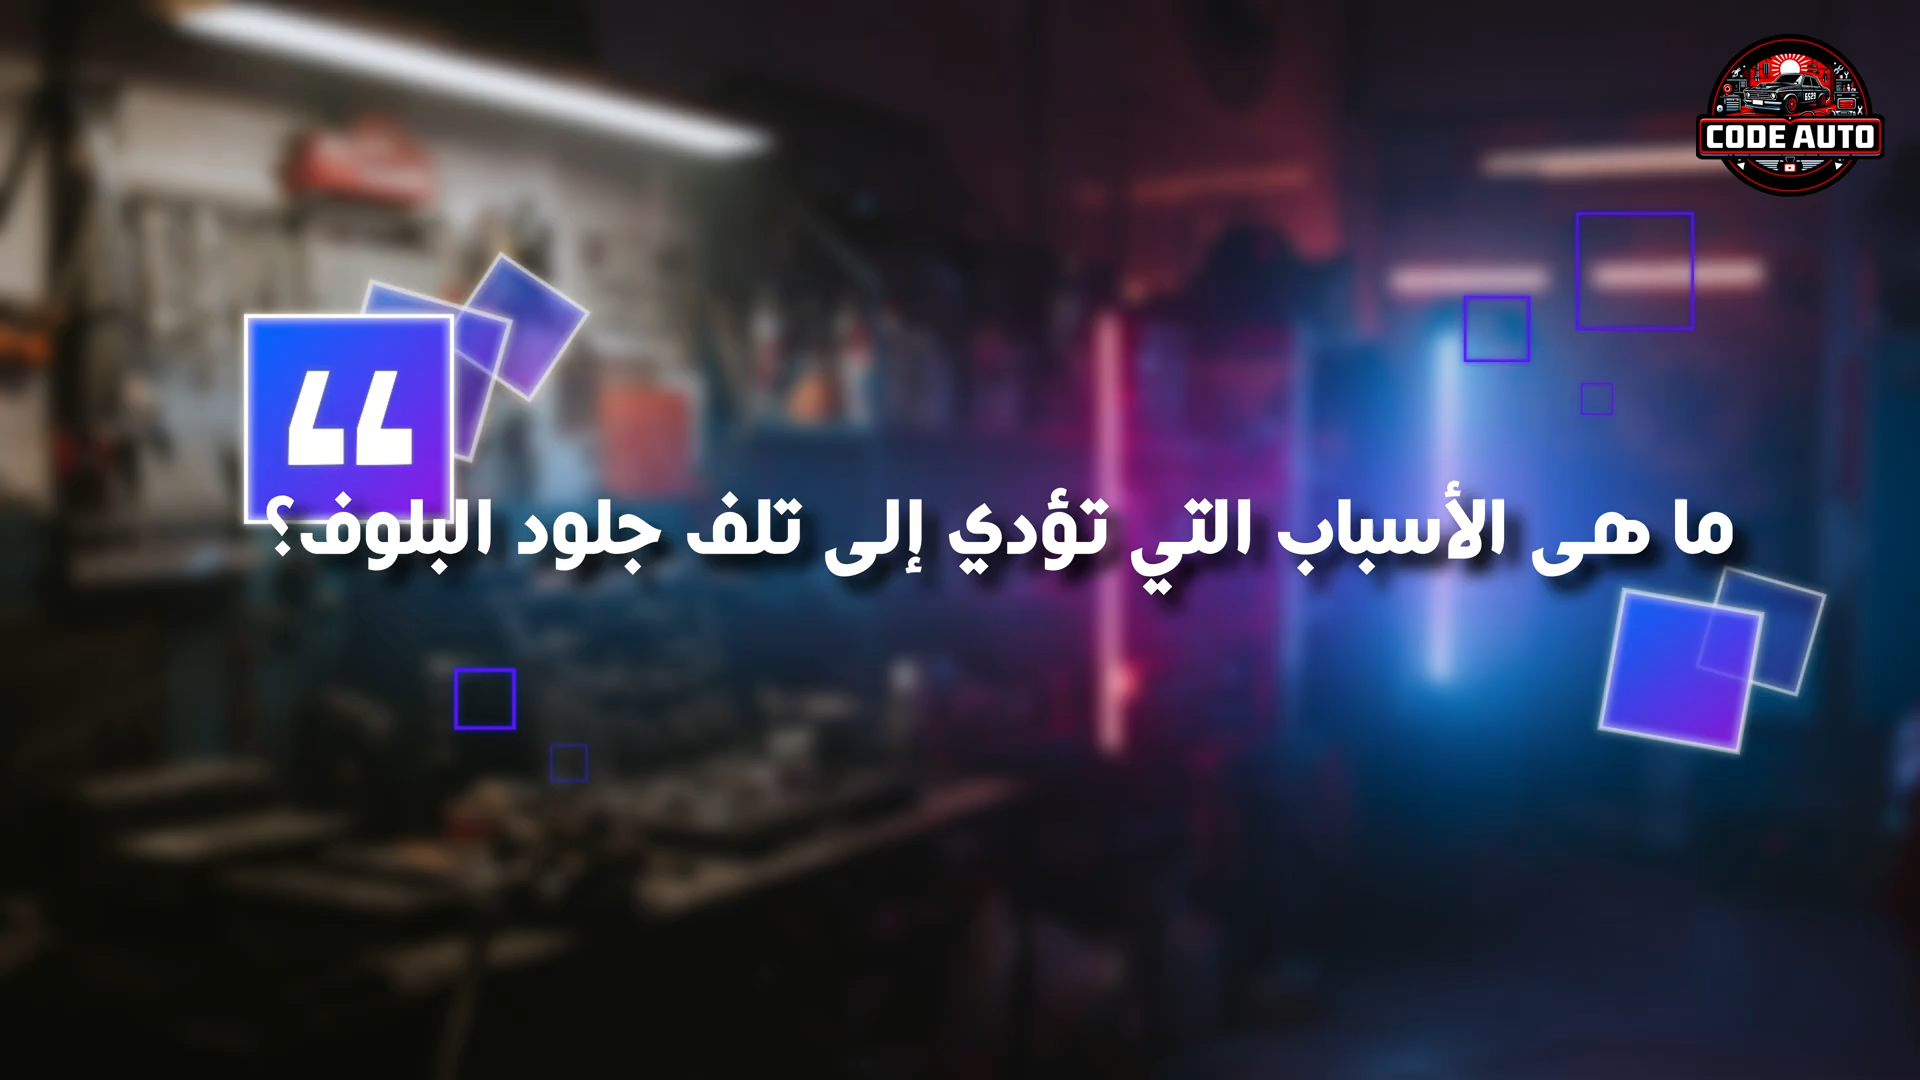 CODE AUTO
ما هى الأسباب التي تؤدي إلى تلف جلود البلوف؟